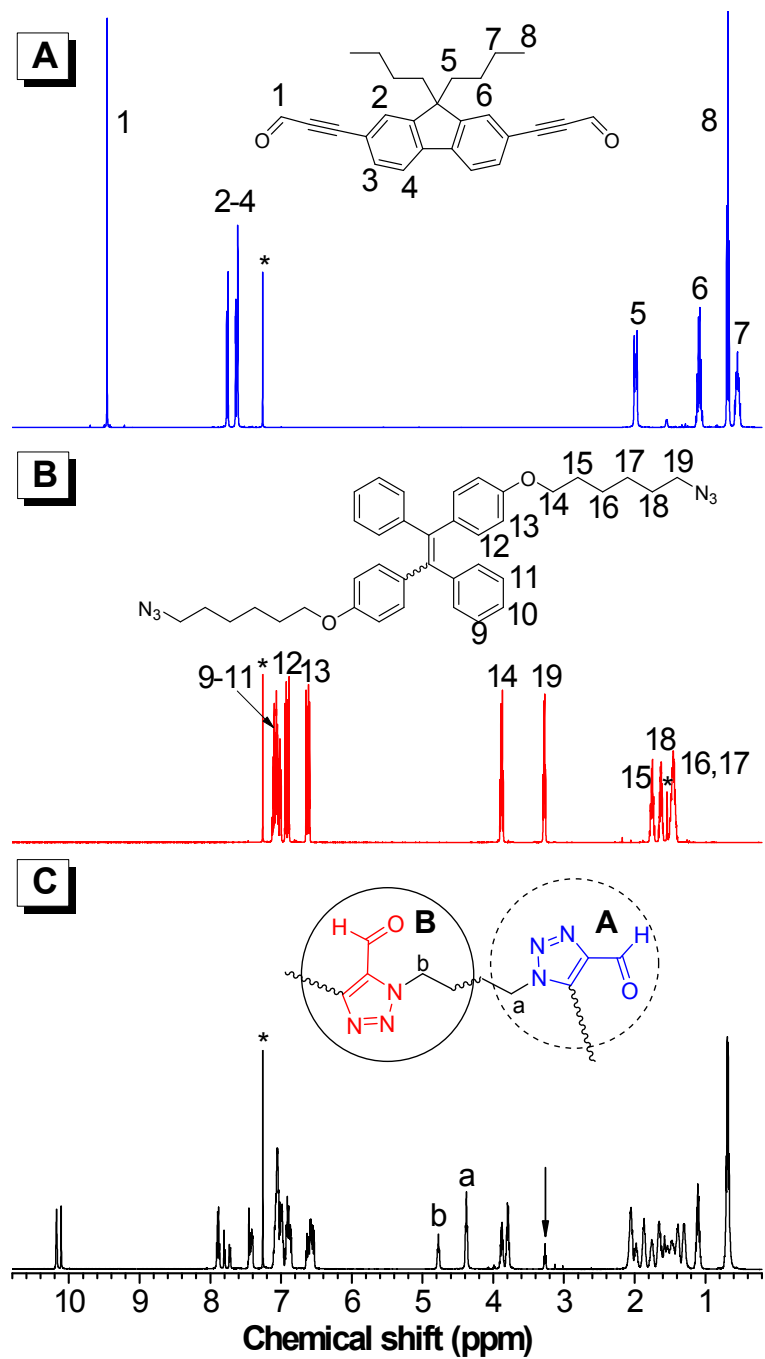 A
7 8
5
1 2 6
O O
3 4
1
2-4
*
5
6
8
7
B
15 17 19
O
14 16 18 N3
13
12
11
10
9
N3
O
9-11
*
12
13
14
19
15
18
*
16,17
C
B A
H O
N N N
N N N
b
a
H
O
*
b
a
10 9 8 7 6 5 4 3 2 1
Chemical shift (ppm)